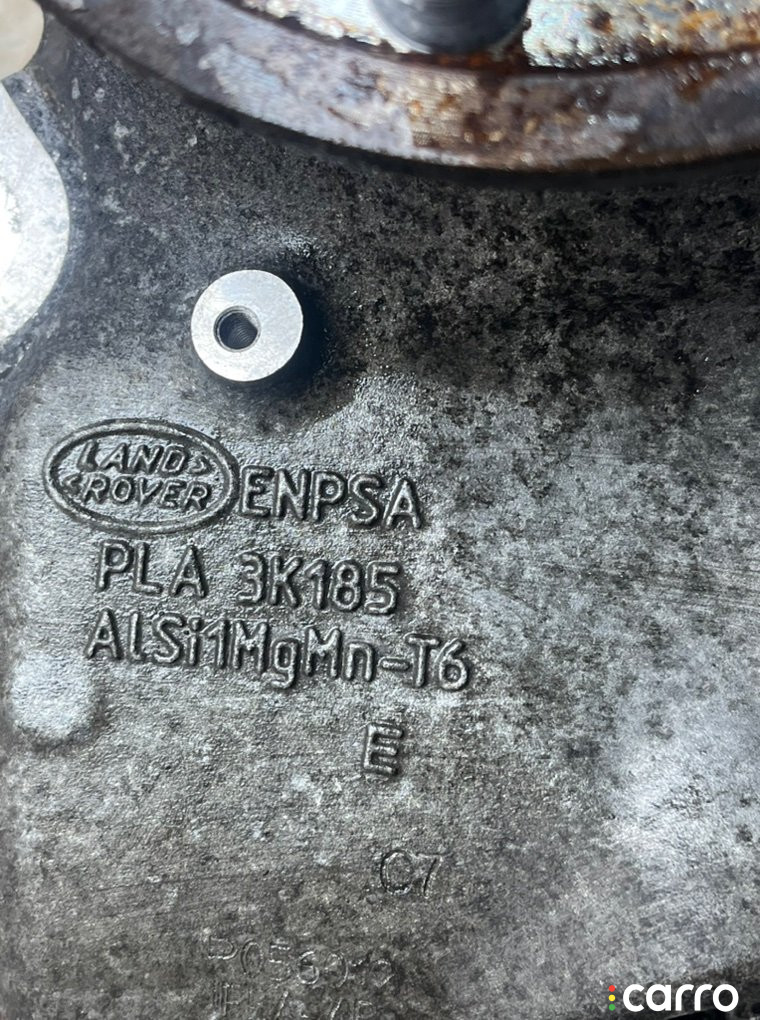 LAND ROVER ENPSA
PLA 3K185
ALSi1MgMn-T6
E
C7
carro